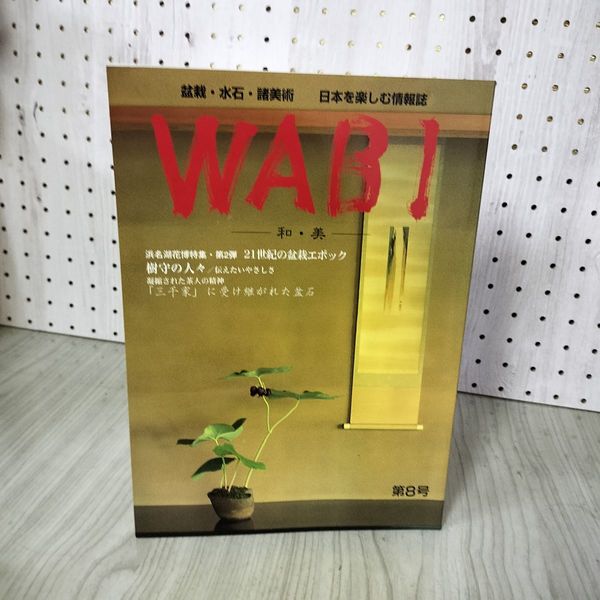 盆栽・水石・諸美術　日本を楽しむ情報誌
WABI
和・美
浜名湖花博特集・第2弾　21世紀の盆栽エポック
樹守の人々／伝えたいやさしさ
凝縮された茶人の精神
「三千家」に受け継がれた盆石
第8号